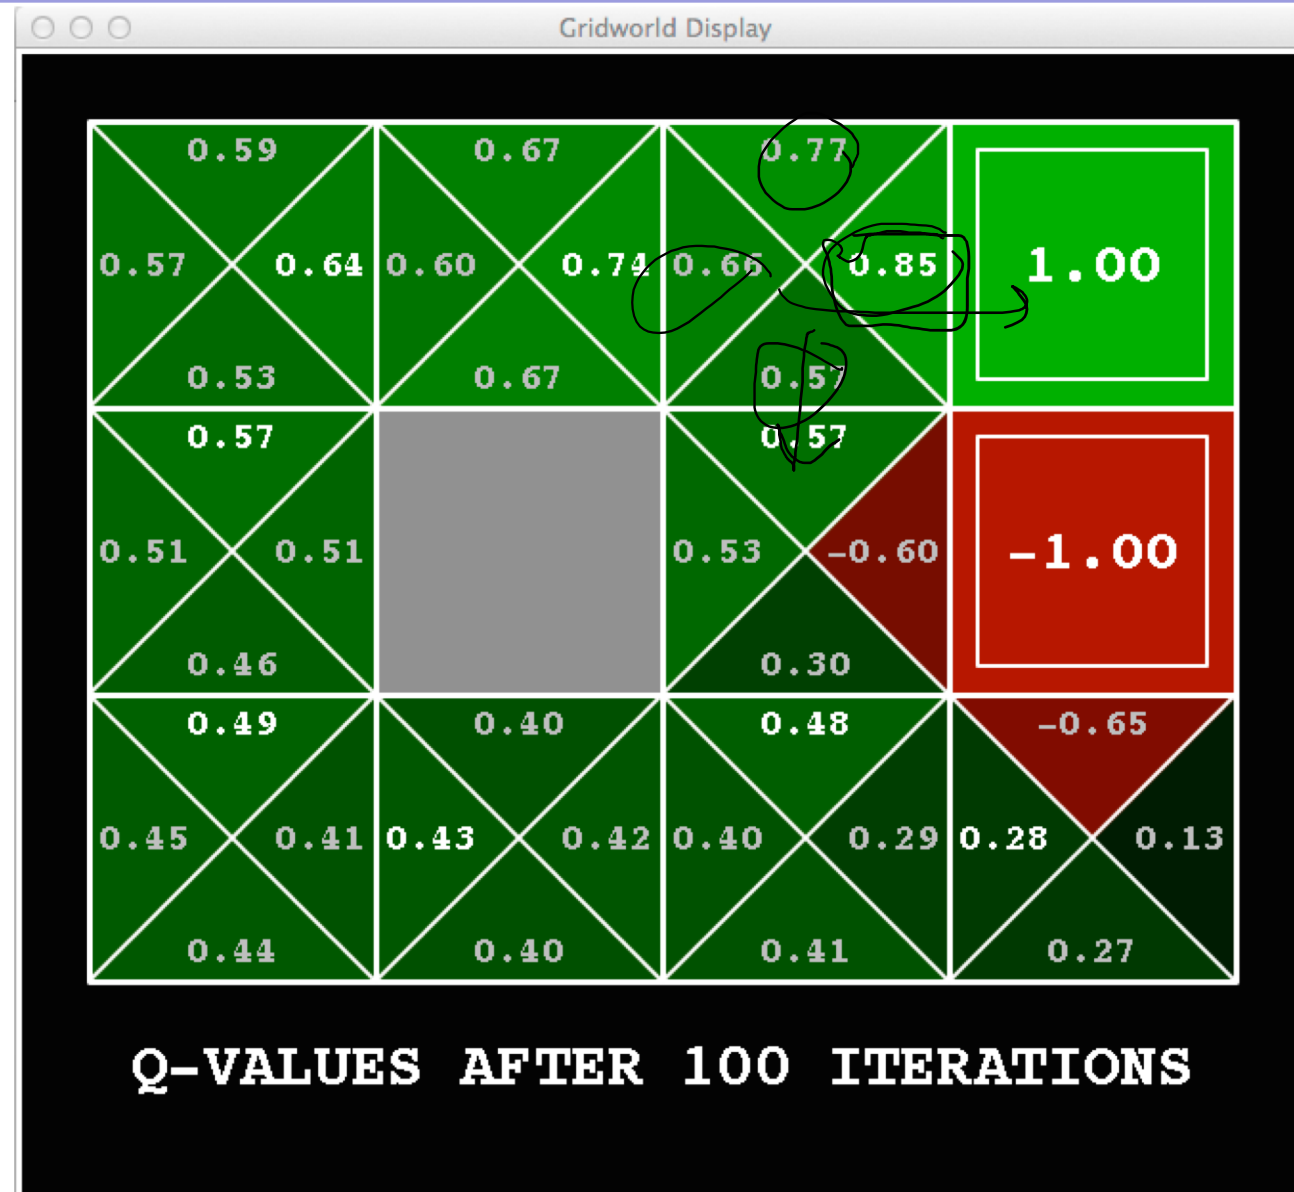 Gridworld Display
0.59 0.67 0.77
0.57 0.64 0.60 0.74 0.66 0.85 1.00
0.53 0.67 0.57
0.57 0.57
0.51 0.51 0.53 -0.60 -1.00
0.46 0.30
0.49 0.40 0.48 -0.65
0.45 0.41 0.43 0.42 0.40 0.29 0.28 0.13
0.44 0.40 0.41 0.27
Q-VALUES AFTER 100 ITERATIONS